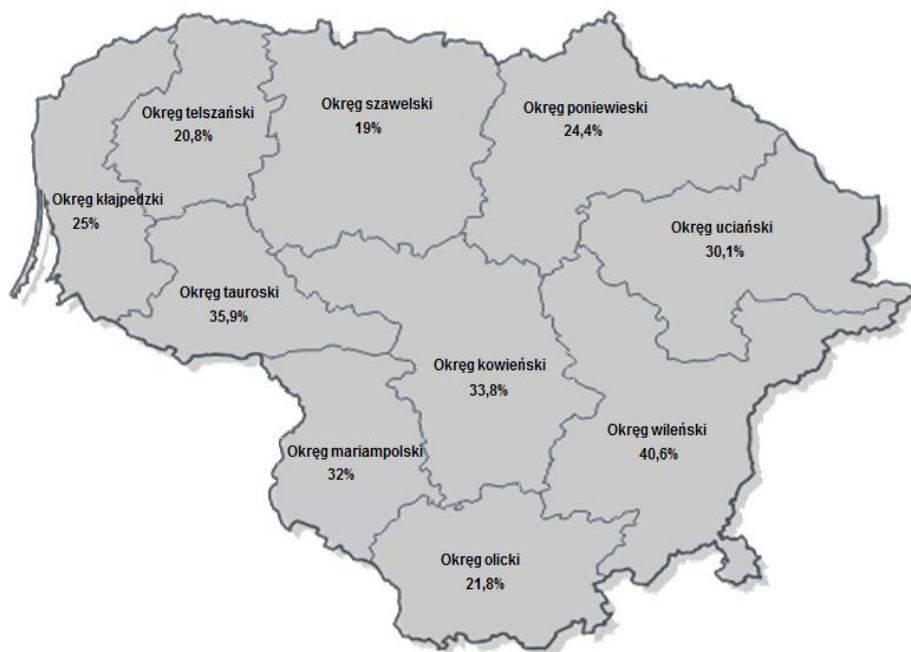 Okręg telszański
20,8%
Okręg szawelski
19%
Okręg poniewieski
24,4%
Okręg kłajpedzki
25%
Okręg uciański
30,1%
Okręg tauroski
35,9%
Okręg kowieński
33,8%
Okręg wileński
40,6%
Okręg mariampolski
32%
Okręg olicki
21,8%